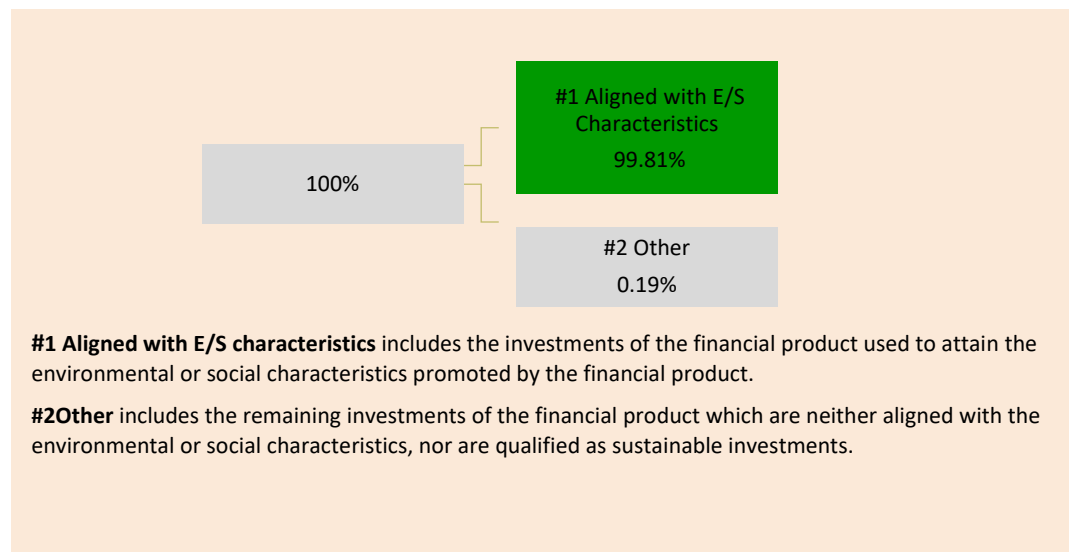 #1 Aligned with E/S
Characteristics
99.81%
100%
#2 Other
0.19%
#1 Aligned with E/S characteristics includes the investments of the financial product used to attain the
environmental or social characteristics promoted by the financial product.
#2Other includes the remaining investments of the financial product which are neither aligned with the
environmental or social characteristics, nor are qualified as sustainable investments.